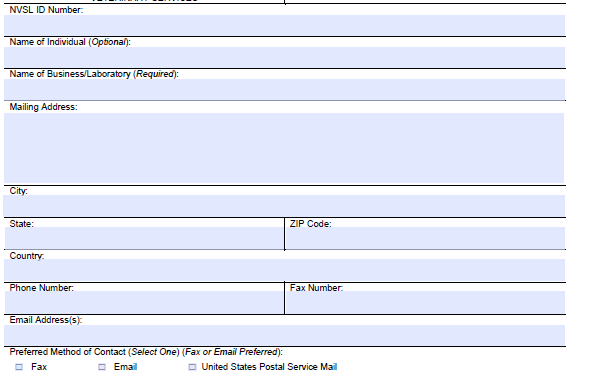 VETERINARY SERVICES
NVSL ID Number:
Name of Individual (Optional):
Name of Business/Laboratory (Required):
Mailing Address:
City:
State: ZIP Code:
Country:
Phone Number: Fax Number:
Email Address(s):
Preferred Method of Contact (Select One) (Fax or Email Preferred):
Fax Email United States Postal Service Mail